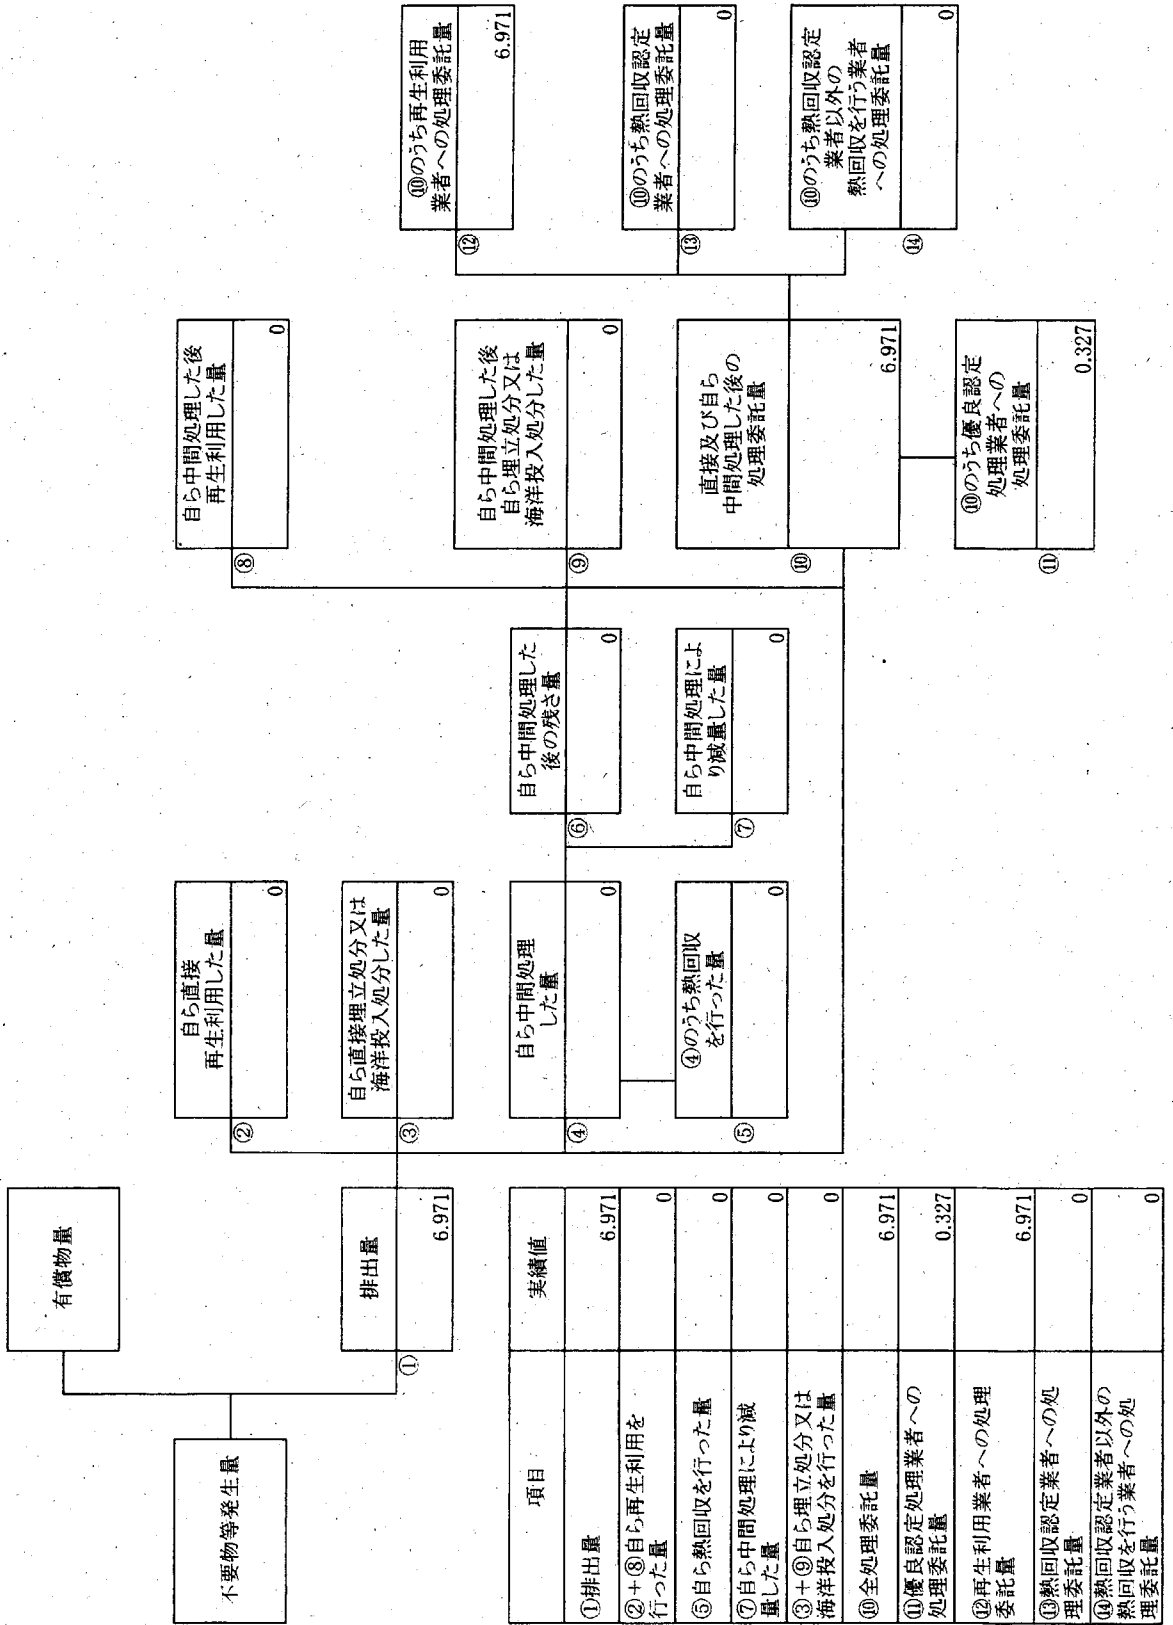 不要物等発生量
有償物量
排出量
①
6.971
自ら直接
再生利用した量
②
0
自ら直接埋立処分又は
海洋投入処分した量
③
0
自ら中間処理
した量
④
0
④のうち熱回収
を行った量
⑤
0
自ら中間処理した
後の残さ量
⑥
0
自ら中間処理によ
り減量した量
⑦
0
自ら中間処理した後
再生利用した量
⑧
0
自ら中間処理した後
自ら埋立処分又は
海洋投入処分した量
⑨
0
直接及び自ら
中間処理した後の
処理委託量
⑩
6.971
⑩のうち優良認定
処理業者への
処理委託量
⑪
0.327
⑩のうち再生利用
業者への処理委託量
⑫
6.971
⑩のうち熱回収認定
業者への処理委託量
⑬
0
⑩のうち熱回収認定
業者以外の
熱回収を行う業者
への処理委託量
⑭
0
項目 実績値
①排出量 6.971
②+⑧自ら再生利用を
行った量 0
⑤自ら熱回収を行った量 0
⑦自ら中間処理により減
量した量 0
③+⑨自ら埋立処分又は
海洋投入処分を行った量 0
⑩全処理委託量 6.971
⑪優良認定処理業者への
処理委託量 0.327
⑫再生利用業者への処理
委託量 6.971
⑬熱回収認定業者への処
理委託量 0
⑭熱回収認定業者以外の
熱回収を行う業者への処
理委託量 0